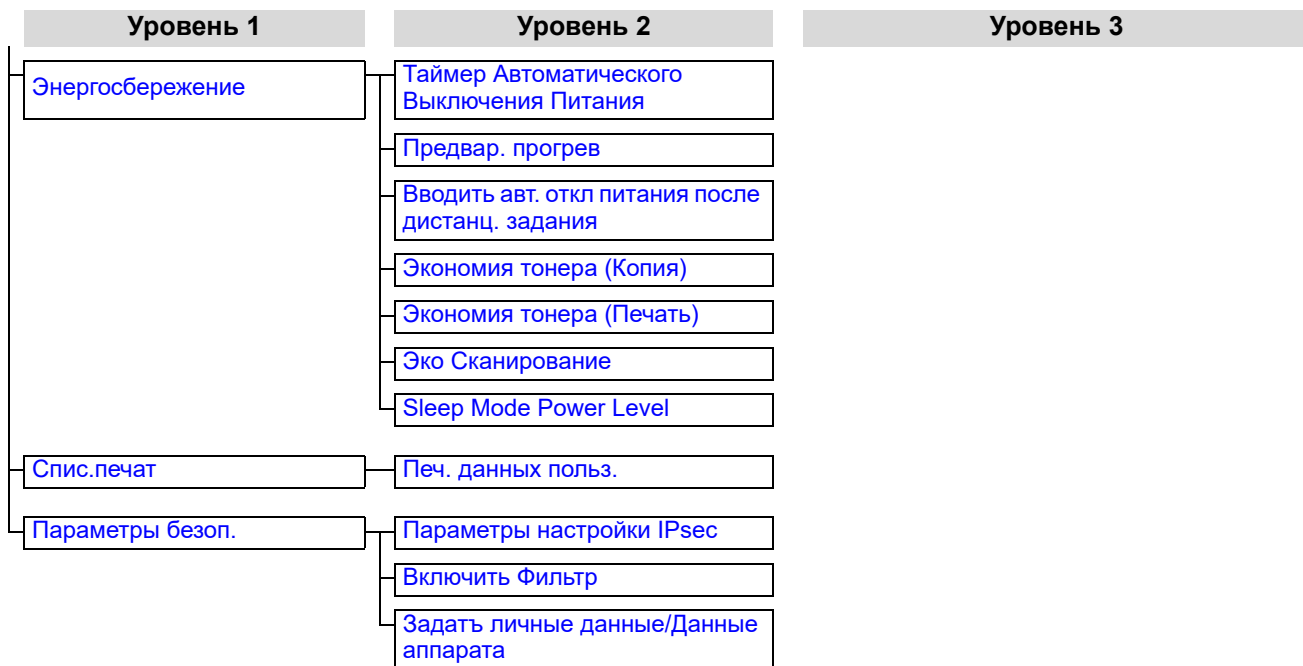 Уровень 1
Уровень 2
Уровень 3
Энергосбережение
Таймер Автоматического
Выключения Питания
Предвар. прогрев
Вводить авт. откл питания после
дистанц. задания
Экономия тонера (Копия)
Экономия тонера (Печать)
Эко Сканирование
Sleep Mode Power Level
Спис.печат
Печ. данных польз.
Параметры безоп.
Параметры настройки IPsec
Включить Фильтр
Задатъ личные данные/Данные
аппарата